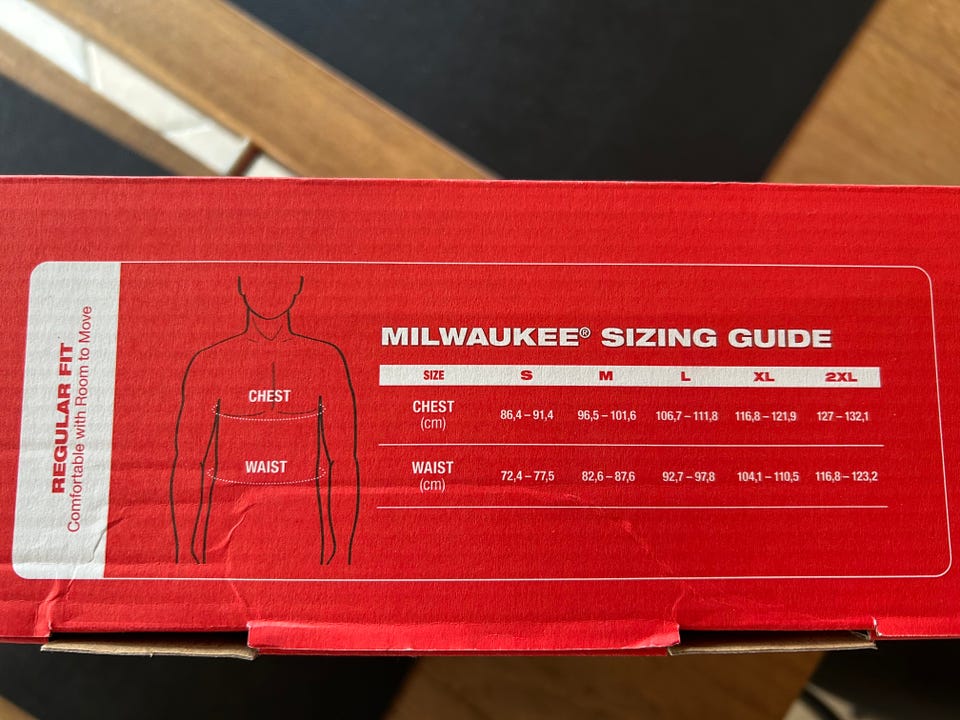 REGULAR FIT
Comfortable with Room to Move
CHEST
WAIST
MILWAUKEE® SIZING GUIDE
SIZE S M L XL 2XL
CHEST 86,4 – 91,4 96,5 – 101,6 106,7 – 111,8 116,8 – 121,9 127 – 132,1
(cm)
WAIST 72,4 – 77,5 82,6 – 87,6 92,7 – 97,8 104,1 – 110,5 116,8 – 123,2
(cm)